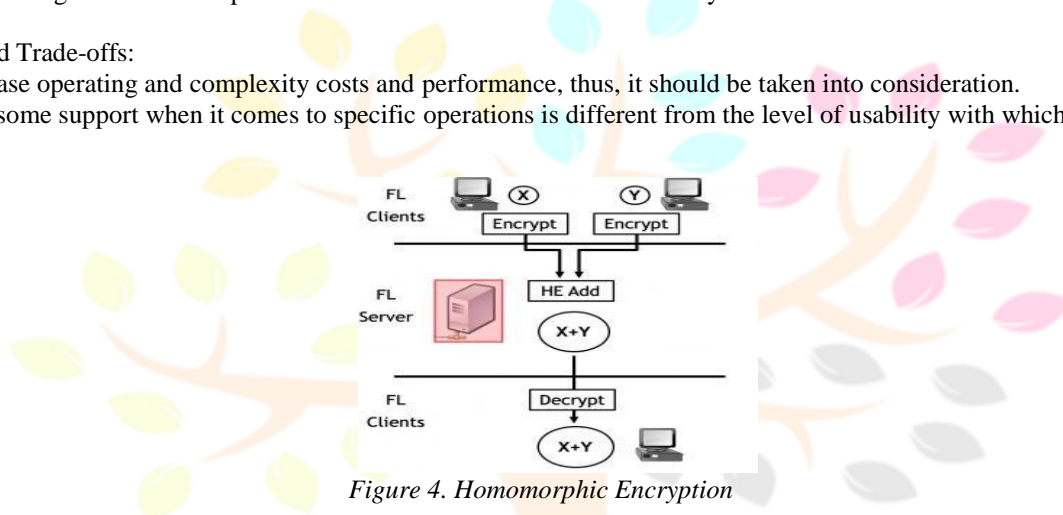 d Trade-offs:
ase operating and complexity costs and performance, thus, it should be taken into consideration.
some support when it comes to specific operations is different from the level of usability with which
FL Clients
X
Y
Encrypt
Encrypt
FL Server
HE Add
X+Y
FL Clients
Decrypt
X+Y
Figure 4. Homomorphic Encryption